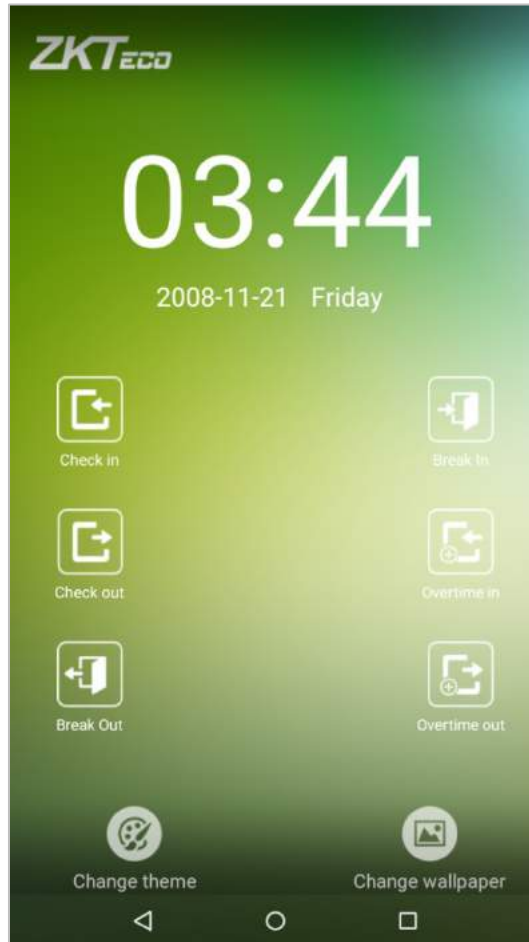 ZKTECO
03:44
2008-11-21 Friday
Check in
Break In
Check out
Overtime in
Break Out
Overtime out
Change theme
Change wallpaper